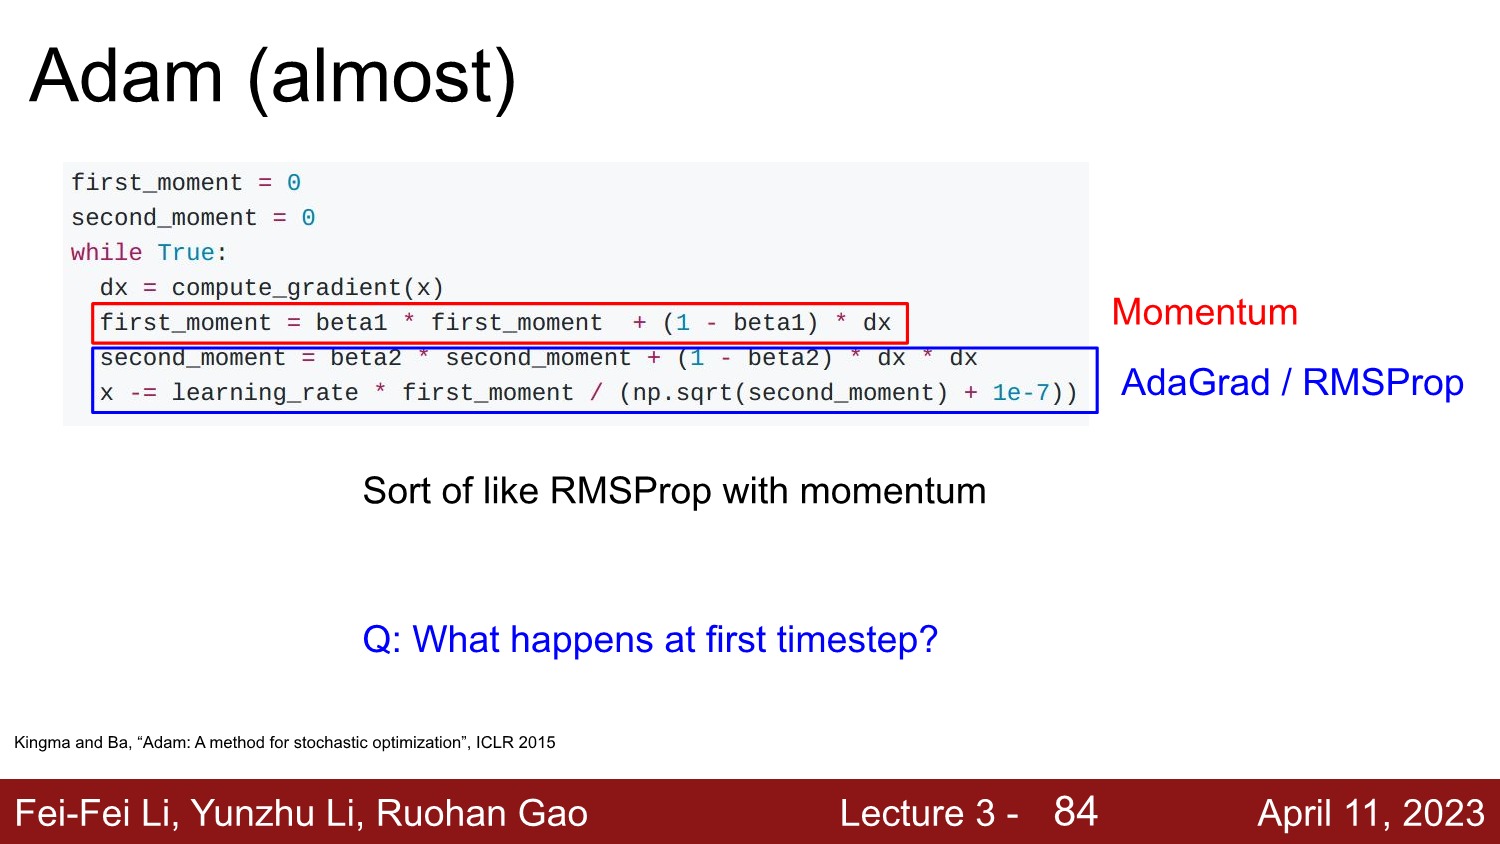 Adam (almost)
first_moment = 0
second_moment = 0
while True:
  dx = compute_gradient(x)
  first_moment = beta1 * first_moment  + (1 - beta1) * dx
  second_moment = beta2 * second_moment + (1 - beta2) * dx * dx
  x -= learning_rate * first_moment / (np.sqrt(second_moment) + 1e-7))
Momentum
AdaGrad / RMSProp
Sort of like RMSProp with momentum
Q: What happens at first timestep?
Kingma and Ba, “Adam: A method for stochastic optimization”, ICLR 2015
Fei-Fei Li, Yunzhu Li, Ruohan Gao Lecture 3 - 84 April 11, 2023